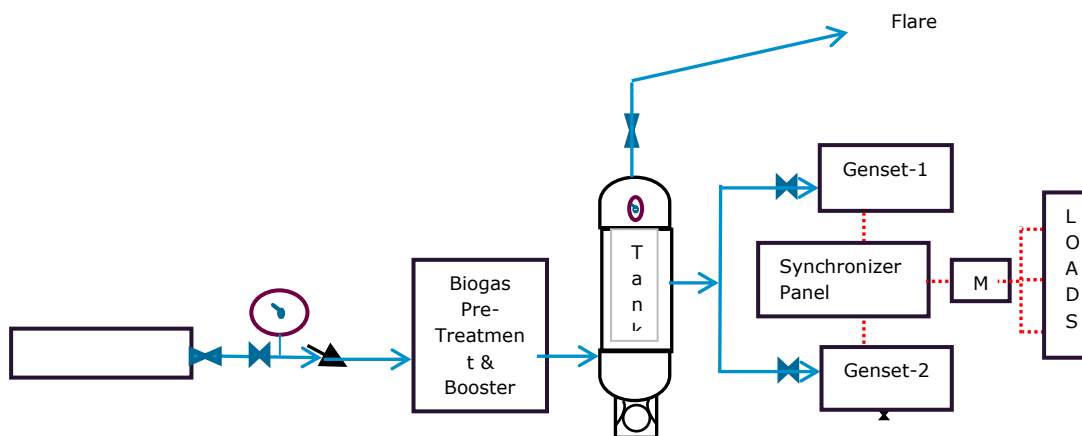 Flare
Genset-1
Synchronizer
Panel
M
L
O
A
D
S
Genset-2
T
a
n
k
Biogas
Pre-
Treatmen
t &
Booster